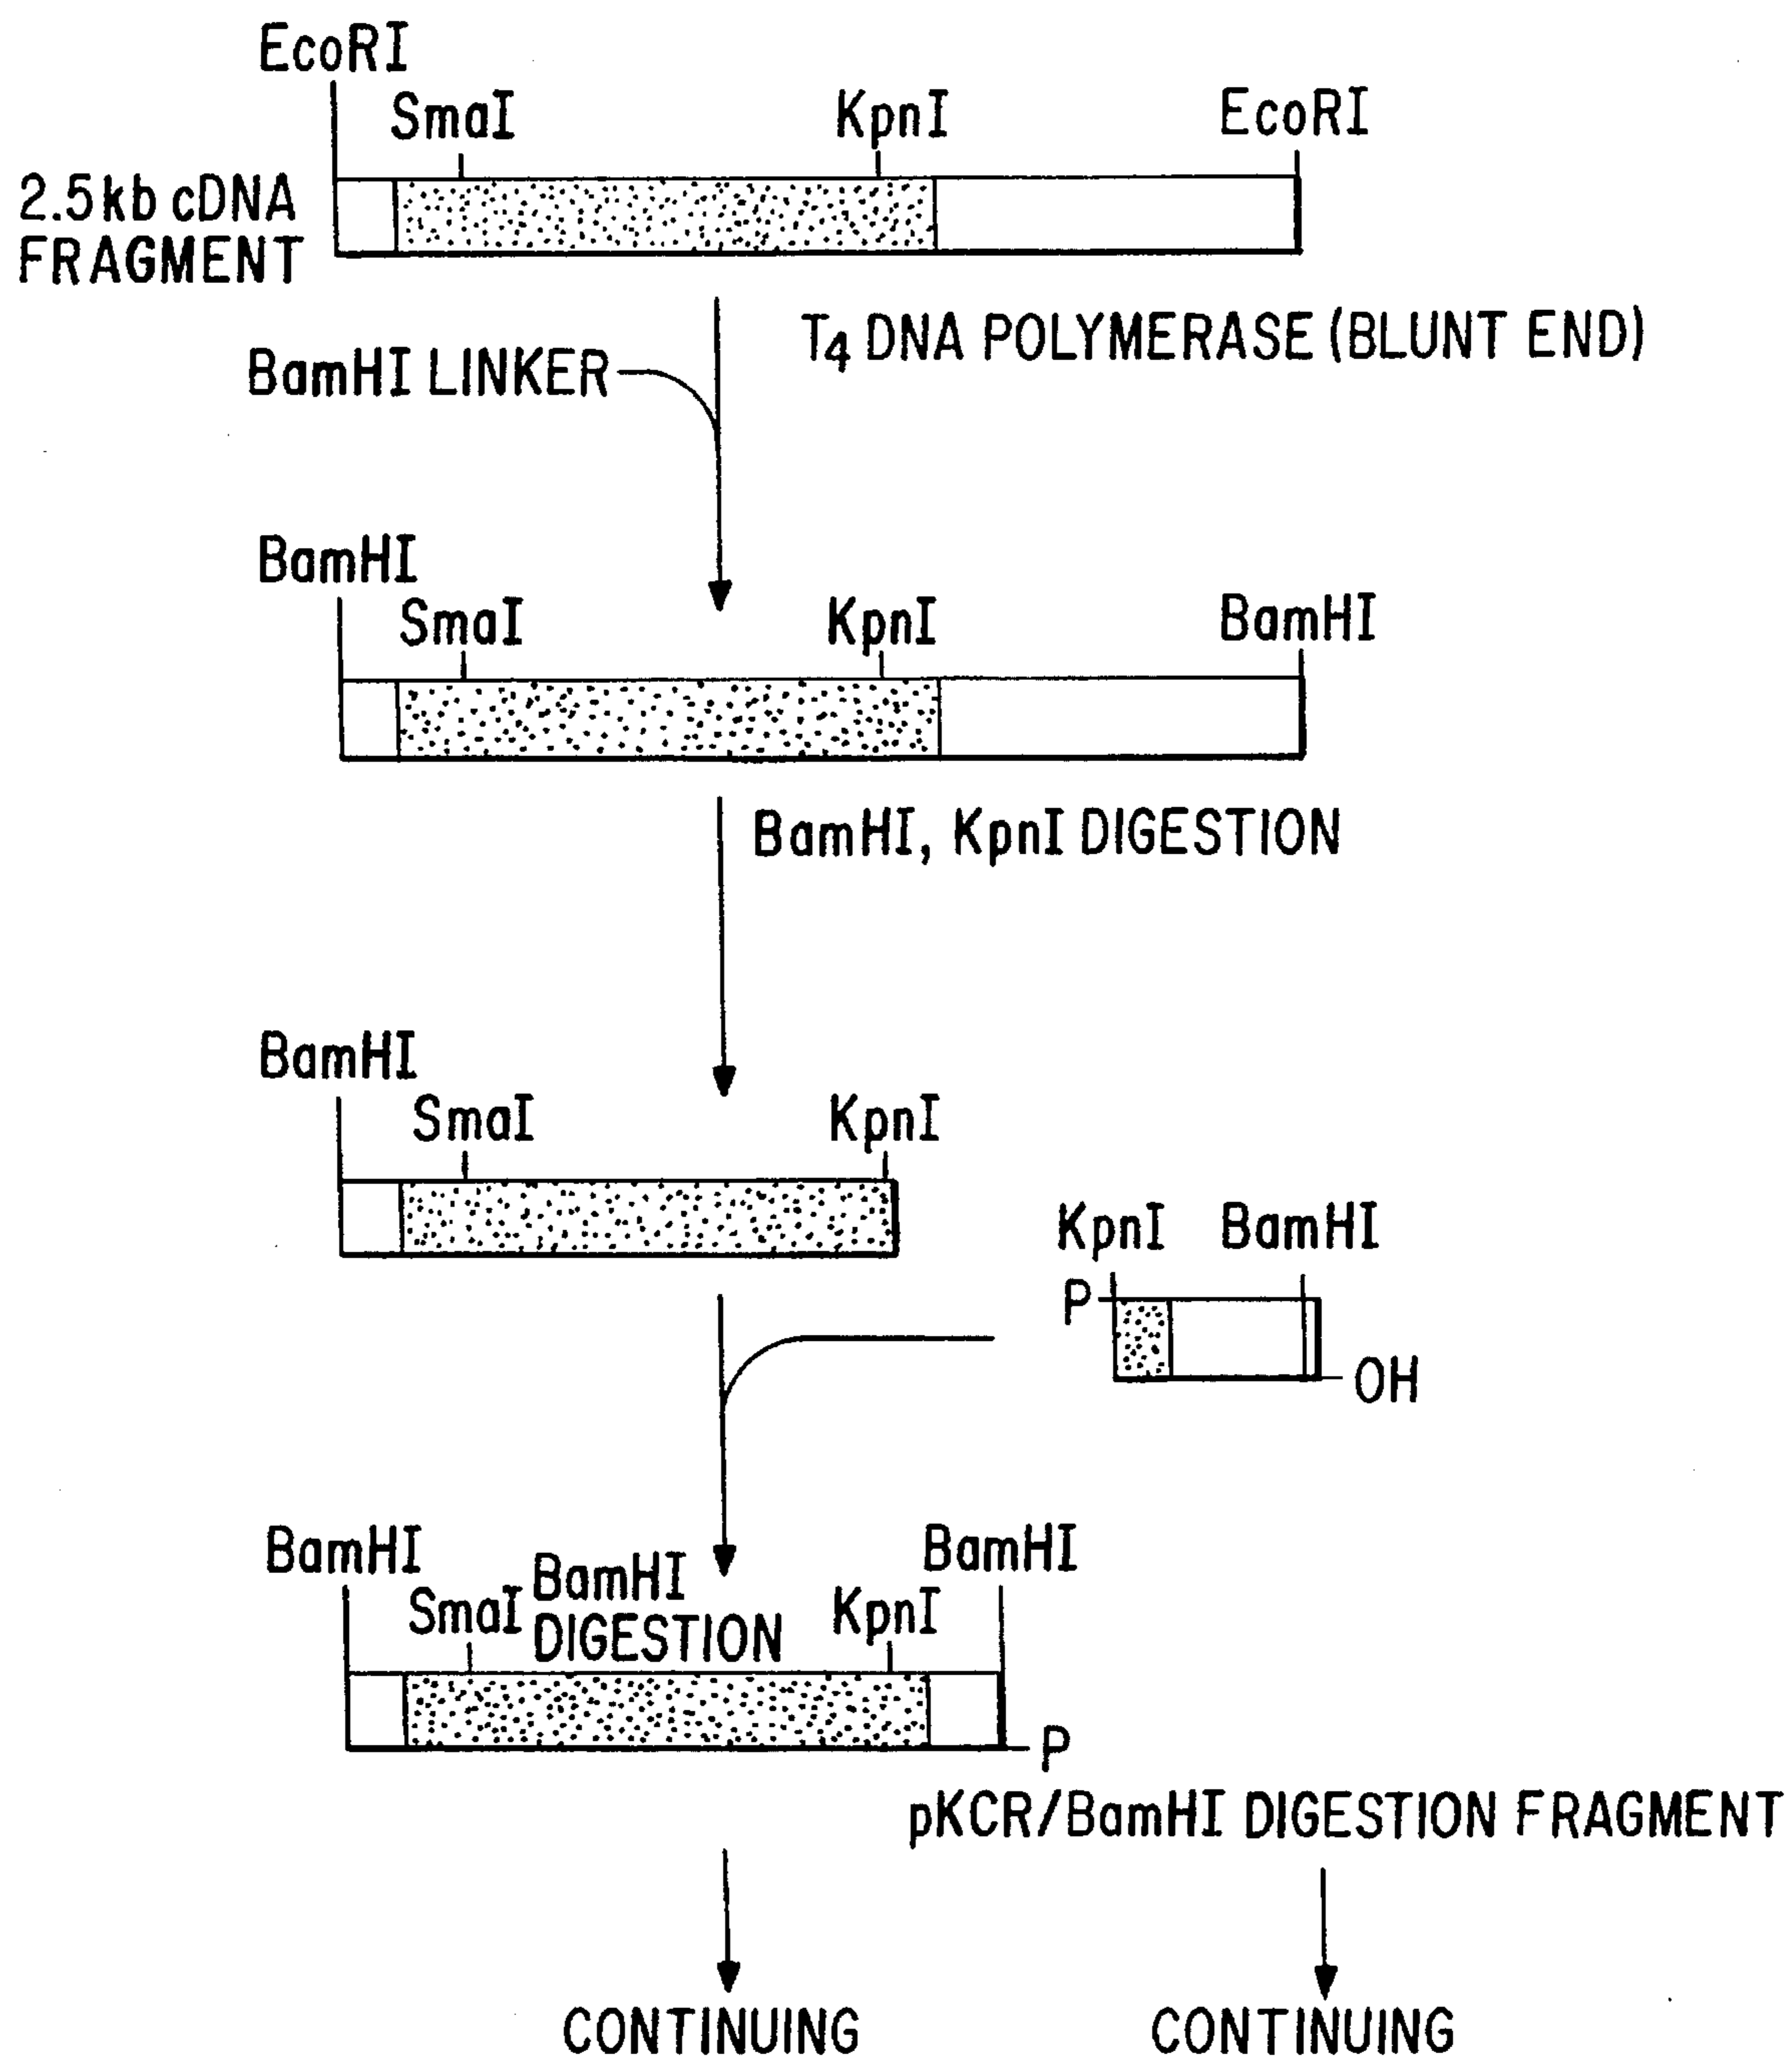 EcoRI
SmaI
KpnI
EcoRI
2.5kb cDNA
FRAGMENT
T4 DNA POLYMERASE (BLUNT END)
BamHI LINKER
BamHI
SmaI
KpnI
BamHI
BamHI, KpnI DIGESTION
BamHI
SmaI
KpnI
KpnI
BamHI
P
OH
BamHI
BamHI
SmaI
BamHI
DIGESTION
KpnI
P
pKCR/BamHI DIGESTION FRAGMENT
CONTINUING
CONTINUING